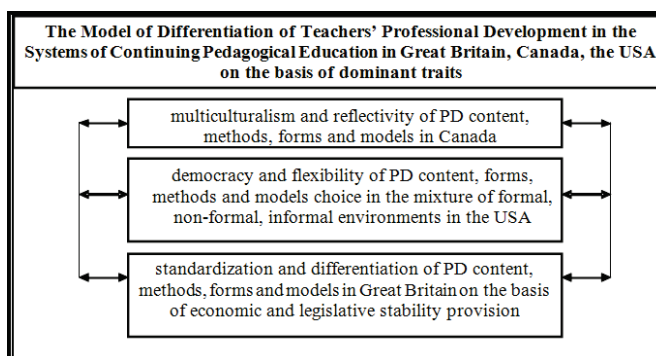 The Model of Differentiation of Teachers' Professional Development in the
Systems of Continuing Pedagogical Education in Great Britain, Canada, the USA
on the basis of dominant traits
multiculturalism and reflectivity of PD content,
methods, forms and models in Canada
democracy and flexibility of PD content, forms,
methods and models choice in the mixture of formal,
non-formal, informal environments in the USA
standardization and differentiation of PD content,
methods, forms and models in Great Britain on the basis
of economic and legislative stability provision